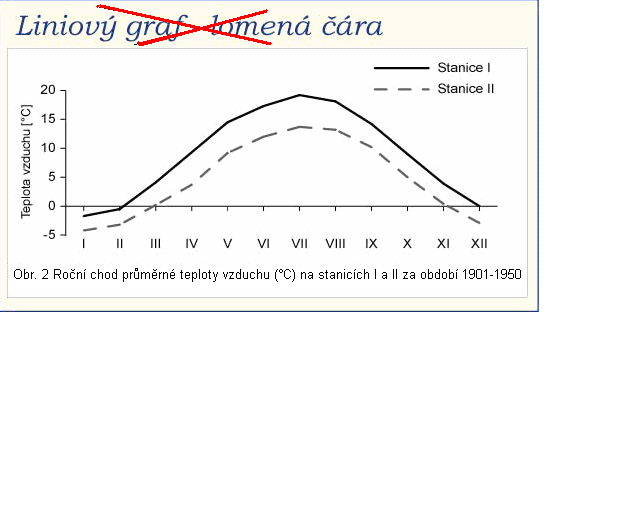 Liniový graf - lomená čára
Stanice I
Stanice II
Teplota vzduchu [°C]
20
15
10
5
0
-5
I II III IV V VI VII VIII IX X XI XII
Obr. 2 Roční chod průměrné teploty vzduchu (°C) na stanicích I a II za období 1901-1950